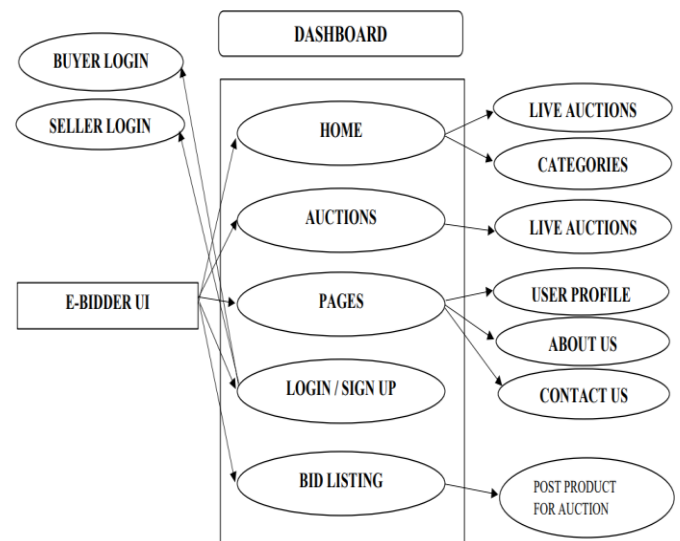 DASHBOARD
BUYER LOGIN
SELLER LOGIN
HOME
LIVE AUCTIONS
CATEGORIES
AUCTIONS
LIVE AUCTIONS
E-BIDDER UI
PAGES
USER PROFILE
ABOUT US
CONTACT US
LOGIN / SIGN UP
BID LISTING
POST PRODUCT
FOR AUCTION